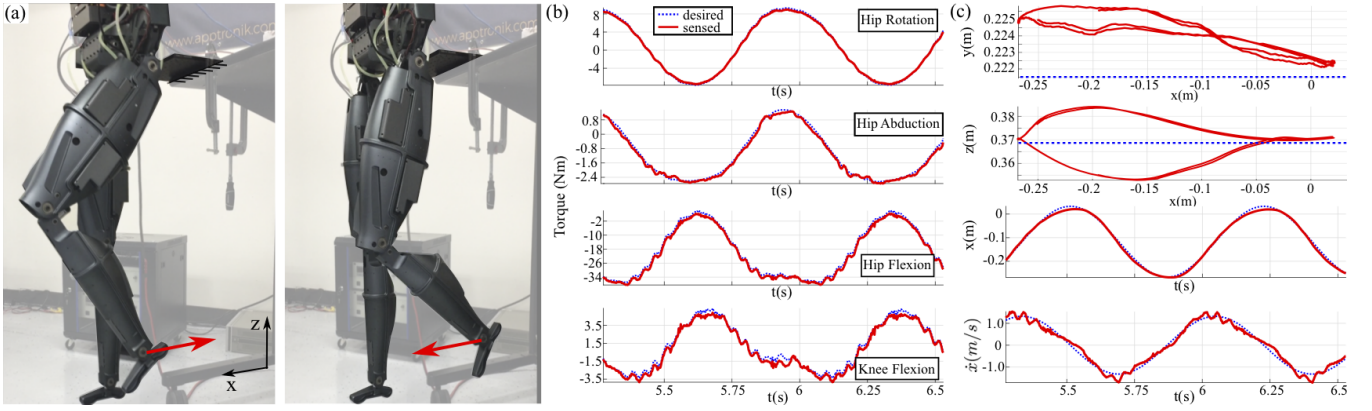 (a)
www.apptronik.com
www.apptronik.com
z
x
(b)
desired
sensed
Torque (Nm)
8
4
0
-4
Hip Rotation
t(s)
0.8
0
-0.8
-1.6
-2.4
Hip Abduction
t(s)
-2
-10
-18
-26
-34
Hip Flexion
t(s)
3.5
1.5
-1.5
-3.5
Knee Flexion
5.5 5.75 6 6.25 6.5
t(s)
(c)
y(m)
0.225
0.224
0.223
0.222
-0.25 -0.2 -0.15 -0.1 -0.05 0
x(m)
z(m)
0.38
0.37
0.36
-0.25 -0.2 -0.15 -0.1 -0.05 0
x(m)
x(m)
0
-0.1
-0.2
t(s)
ẋ(m/s)
1.0
0
-1.0
5.5 5.75 6 6.25 6.5
t(s)